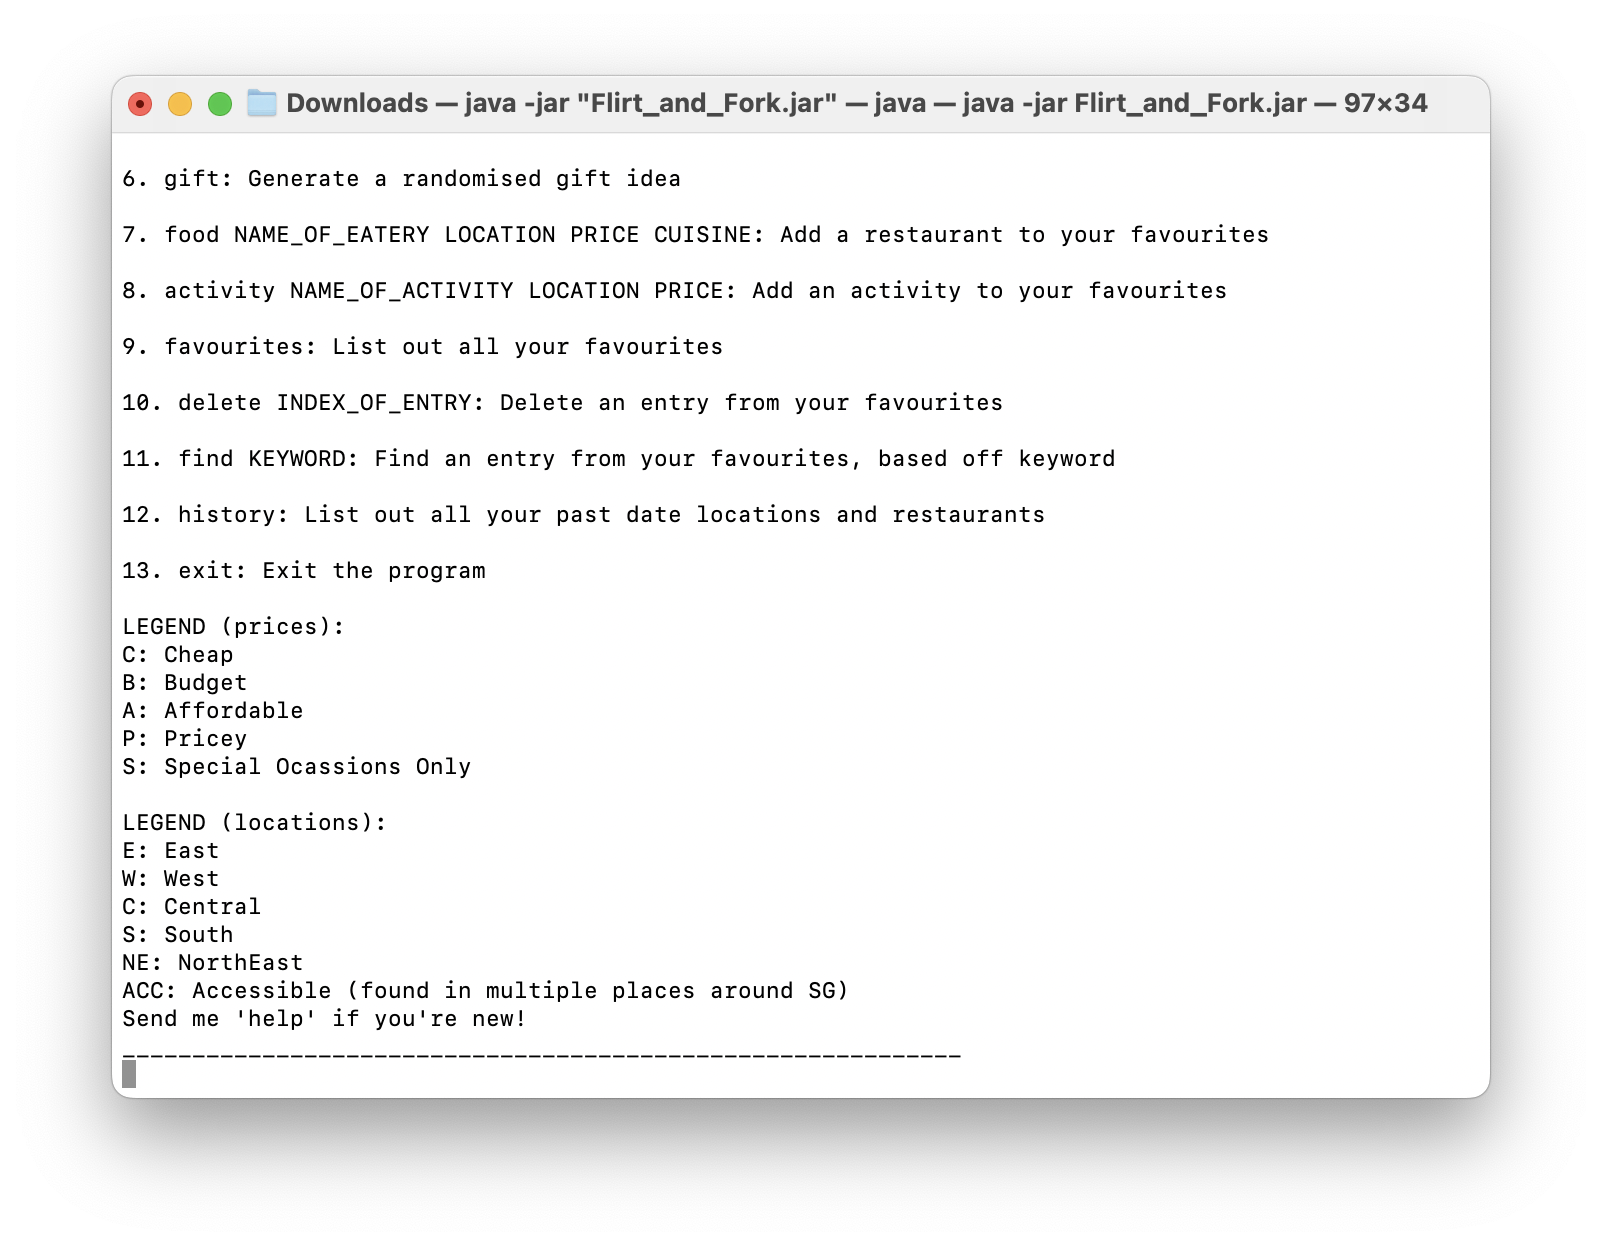 Downloads — java -jar "Flirt_and_Fork.jar" — java — java -jar Flirt_and_Fork.jar — 97×34
6. gift: Generate a randomised gift idea
7. food NAME_OF_EATERY LOCATION PRICE CUISINE: Add a restaurant to your favourites
8. activity NAME_OF_ACTIVITY LOCATION PRICE: Add an activity to your favourites
9. favourites: List out all your favourites
10. delete INDEX_OF_ENTRY: Delete an entry from your favourites
11. find KEYWORD: Find an entry from your favourites, based off keyword
12. history: List out all your past date locations and restaurants
13. exit: Exit the program
LEGEND (prices):
C: Cheap
B: Budget
A: Affordable
P: Pricey
S: Special Ocassions Only
LEGEND (locations):
E: East
W: West
C: Central
S: South
NE: NorthEast
ACC: Accessible (found in multiple places around SG)
Send me 'help' if you're new!
____________________________________________________________